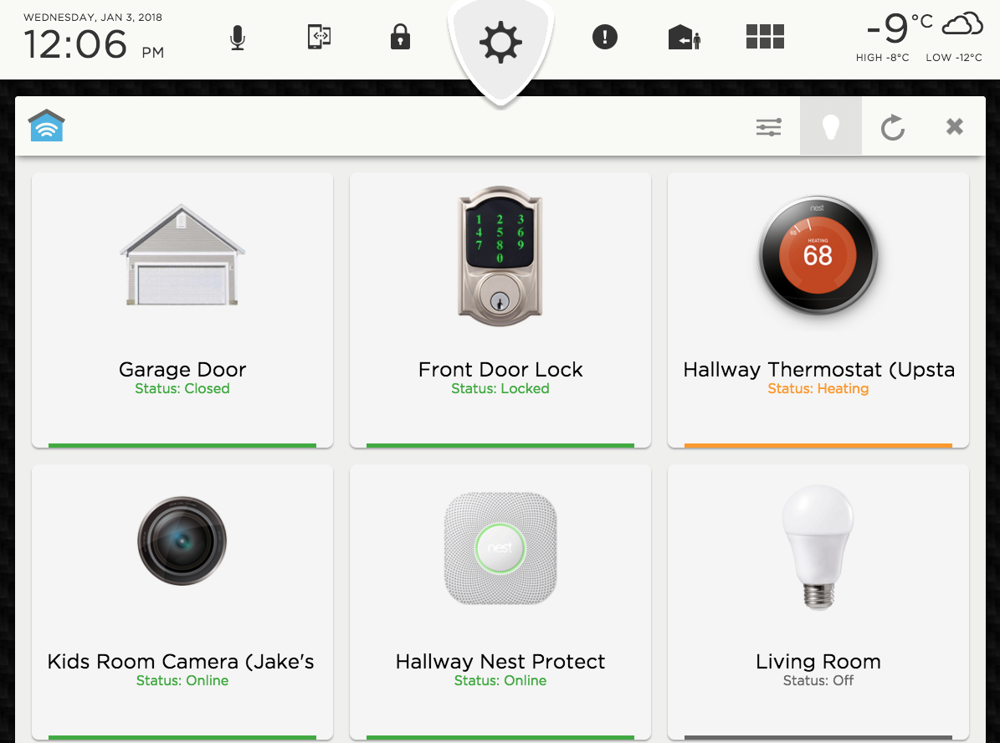 WEDNESDAY, JAN 3, 2018
12:06 PM
-9°C
HIGH -8°C LOW -12°C
1 2 3
4 5 6
7 8 9
0
nest
65
HEATING
68
Garage Door
Status: Closed
Front Door Lock
Status: Locked
Hallway Thermostat (Upsta
Status: Heating
nest
Kids Room Camera (Jake's
Status: Online
Hallway Nest Protect
Status: Online
Living Room
Status: Off